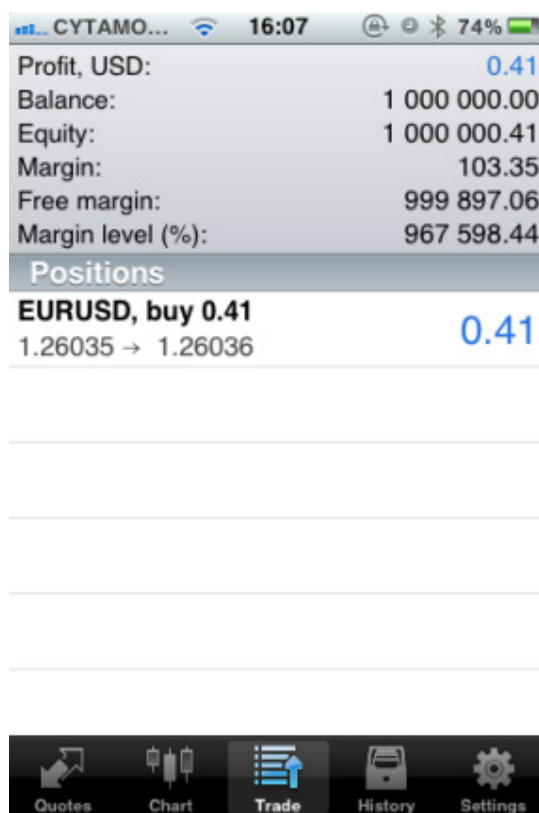 CYTAMO... 16:07 74%
Profit, USD: 0.41
Balance: 1 000 000.00
Equity: 1 000 000.41
Margin: 103.35
Free margin: 999 897.06
Margin level (%): 967 598.44
Positions
EURUSD, buy 0.41
0.41
1.26035 → 1.26036
Quotes Chart Trade History Settings